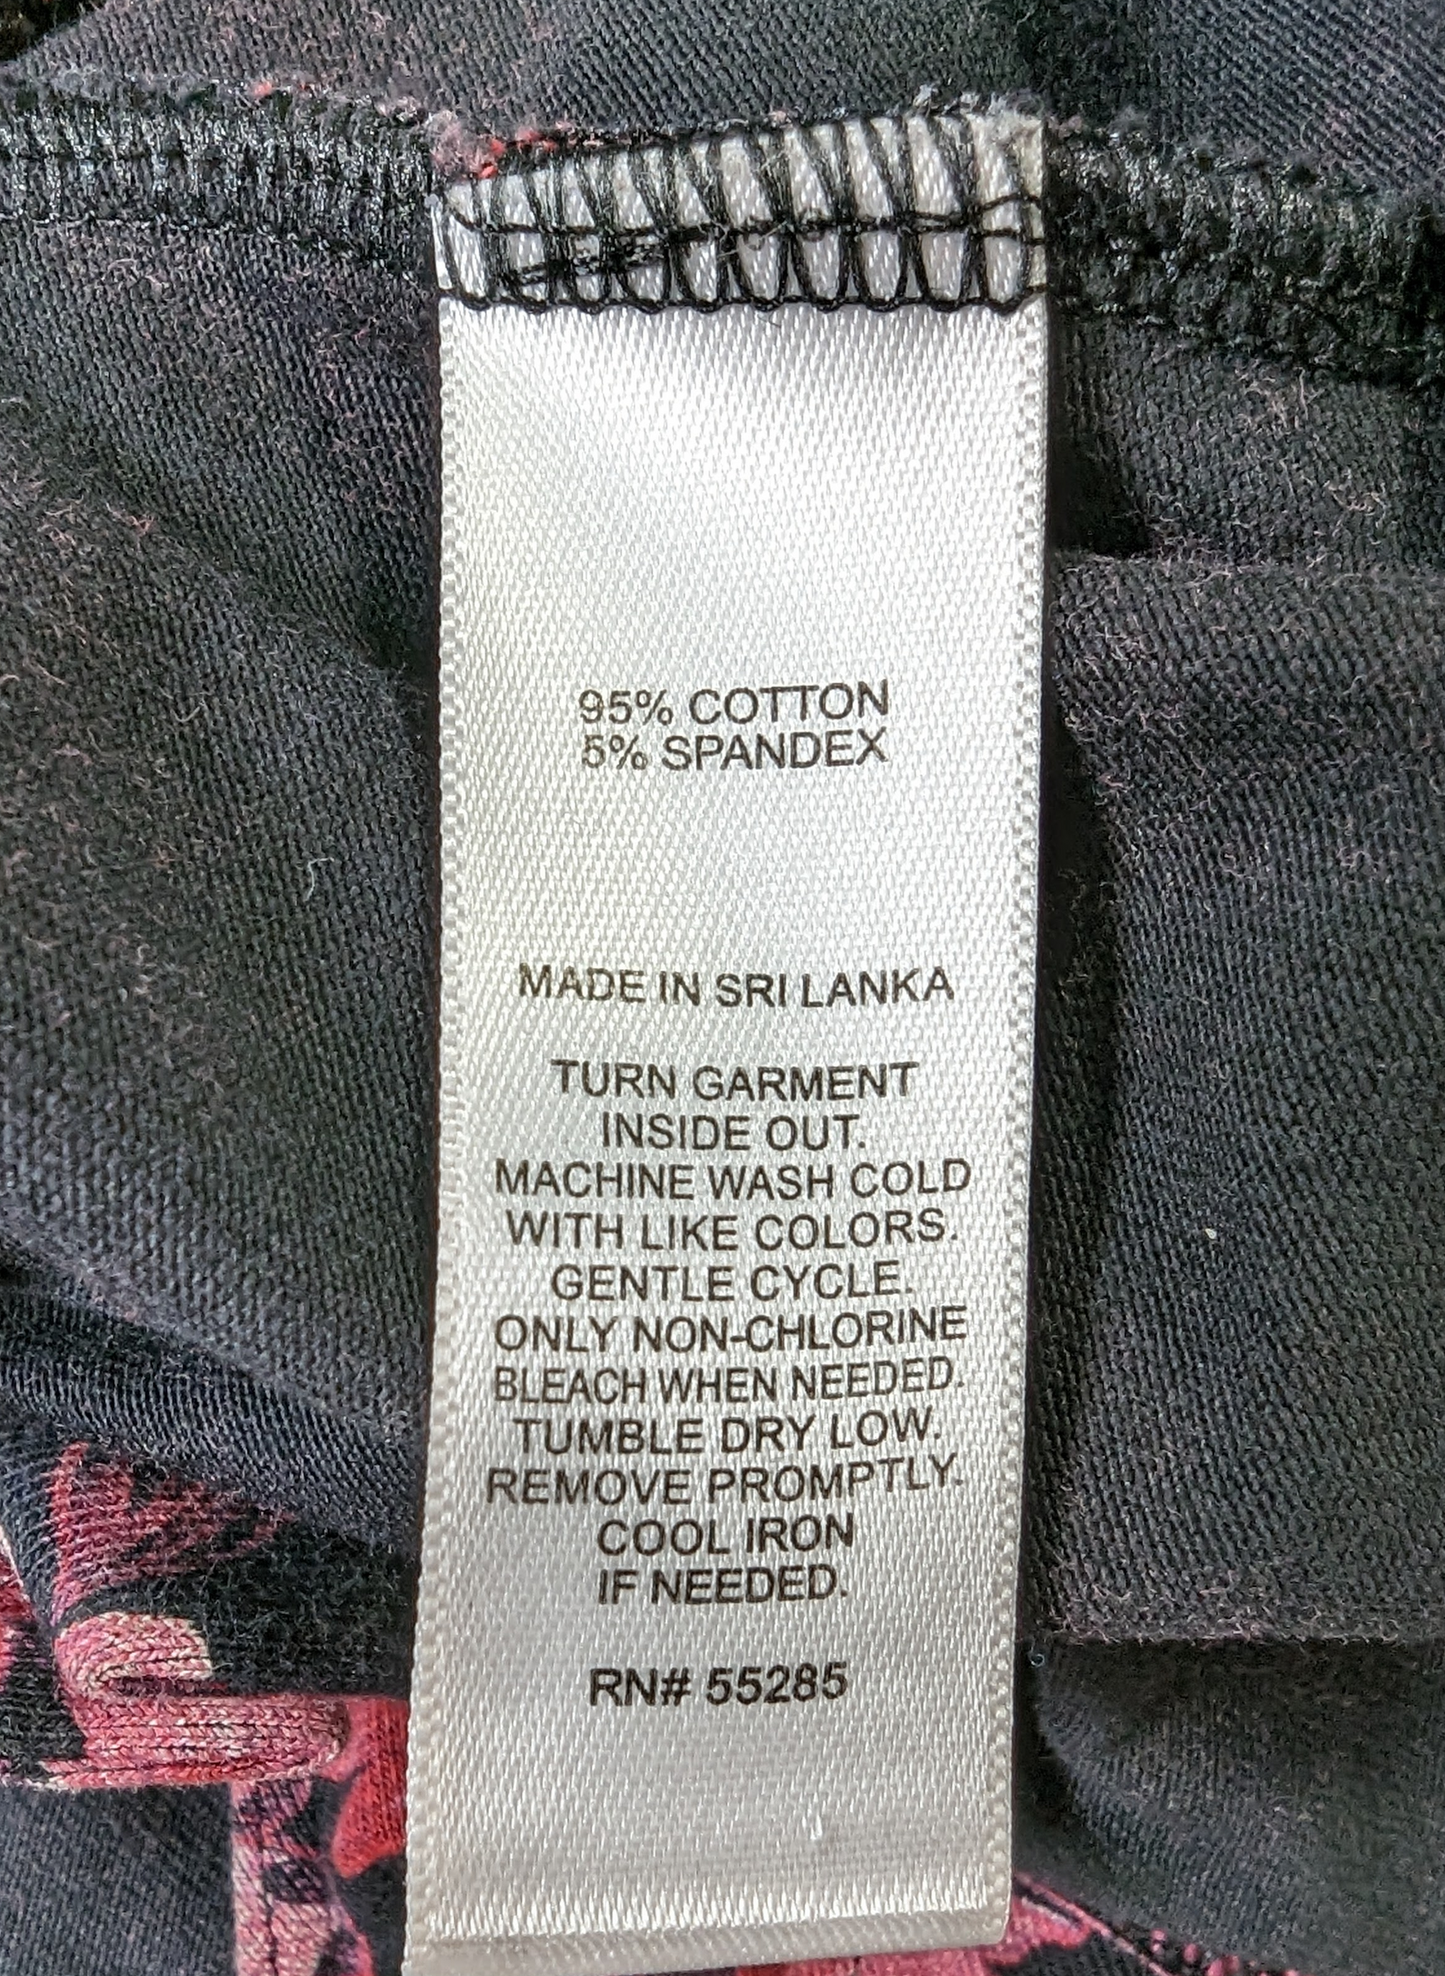 95% COTTON
5% SPANDEX
MADE IN SRI LANKA
TURN GARMENT
INSIDE OUT.
MACHINE WASH COLD
WITH LIKE COLORS.
GENTLE CYCLE.
ONLY NON-CHLORINE
BLEACH WHEN NEEDED.
TUMBLE DRY LOW.
REMOVE PROMPTLY.
COOL IRON
IF NEEDED.
RN# 55285